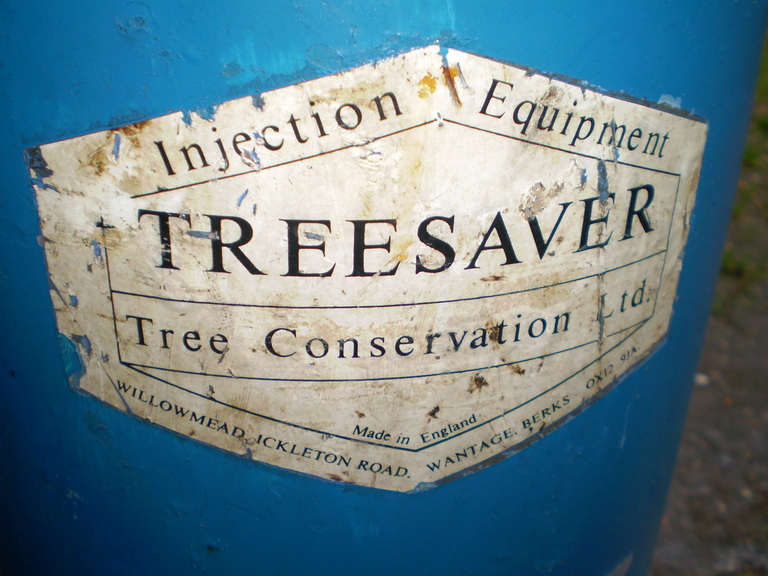 Injection Equipment
TREESAVER
Tree Conservation Ltd.
Made in England
WILLOWMEAD, ICKLETON ROAD, WANTAGE, BERKS OX12 9JA